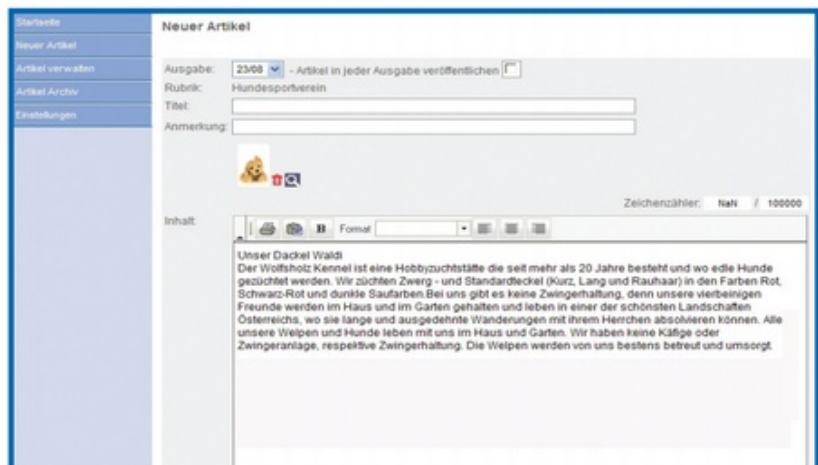 Startseite
Neuer Artikel
Artikel verwalten
Artikel Archiv
Einstellungen
Neuer Artikel
Ausgabe: 23/08 - Artikel in jeder Ausgabe veröffentlichen
Rubrik: Hundesportverein
Titel:
Anmerkung:
Zeichenzähler: NaN / 100000
Inhalt:
B Format
Unser Dackel Waldi
Der Wolfsholz Kennel ist eine Hobbyzuchtstätte die seit mehr als 20 Jahre besteht und wo edle Hunde
gezüchtet werden. Wir züchten Zwerg - und Standardteckel (Kurz, Lang und Rauhaar) in den Farben Rot,
Schwarz-Rot und dunkle Saufarben.Bei uns gibt es keine Zwingerhaltung, denn unsere vierbeinigen
Freunde werden im Haus und im Garten gehalten und leben in einer der schönsten Landschaften
Österreichs, wo sie lange und ausgedehnte Wanderungen mit ihrem Herrchen absolvieren können. Alle
unsere Welpen und Hunde leben mit uns im Haus und Garten. Wir haben keine Käfige oder
Zwingeranlage, respektive Zwingerhaltung. Die Welpen werden von uns bestens betreut und umsorgt.